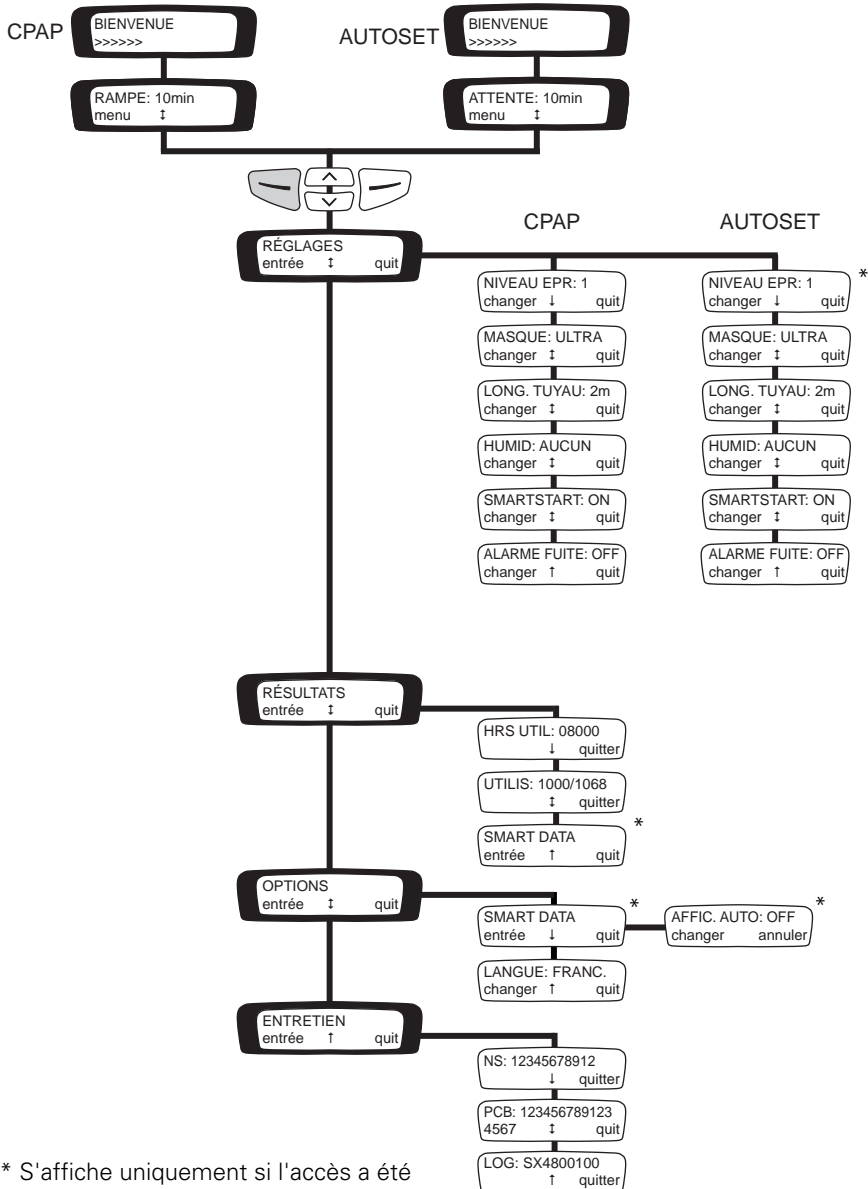 CPAP
BIENVENUE
>>>>>>
AUTOSET
BIENVENUE
>>>>>>
RAMPE: 10min
menu ↕
ATTENTE: 10min
menu ↕
RÉGLAGES
entrée ↕ quit
CPAP
NIVEAU EPR: 1
changer ↓ quit
MASQUE: ULTRA
changer ↕ quit
LONG. TUYAU: 2m
changer ↕ quit
HUMID: AUCUN
changer ↕ quit
SMARTSTART: ON
changer ↕ quit
ALARME FUITE: OFF
changer ↑ quit
AUTOSET
NIVEAU EPR: 1 *
changer ↓ quit
MASQUE: ULTRA
changer ↕ quit
LONG. TUYAU: 2m
changer ↕ quit
HUMID: AUCUN
changer ↕ quit
SMARTSTART: ON
changer ↕ quit
ALARME FUITE: OFF
changer ↑ quit
RÉSULTATS
entrée ↕ quit
HRS UTIL: 08000
↓ quitter
UTILIS: 1000/1068
↕ quitter
SMART DATA *
entrée ↑ quit
OPTIONS
entrée ↕ quit
SMART DATA *
entrée ↓ quit
AFFIC. AUTO: OFF *
changer annuler
LANGUE: FRANC.
changer ↑ quit
ENTRETIEN
entrée ↑ quit
NS: 12345678912
↓ quitter
PCB: 123456789123
4567 ↕ quit
LOG: SX4800100
↑ quitter
* S'affiche uniquement si l'accès a été